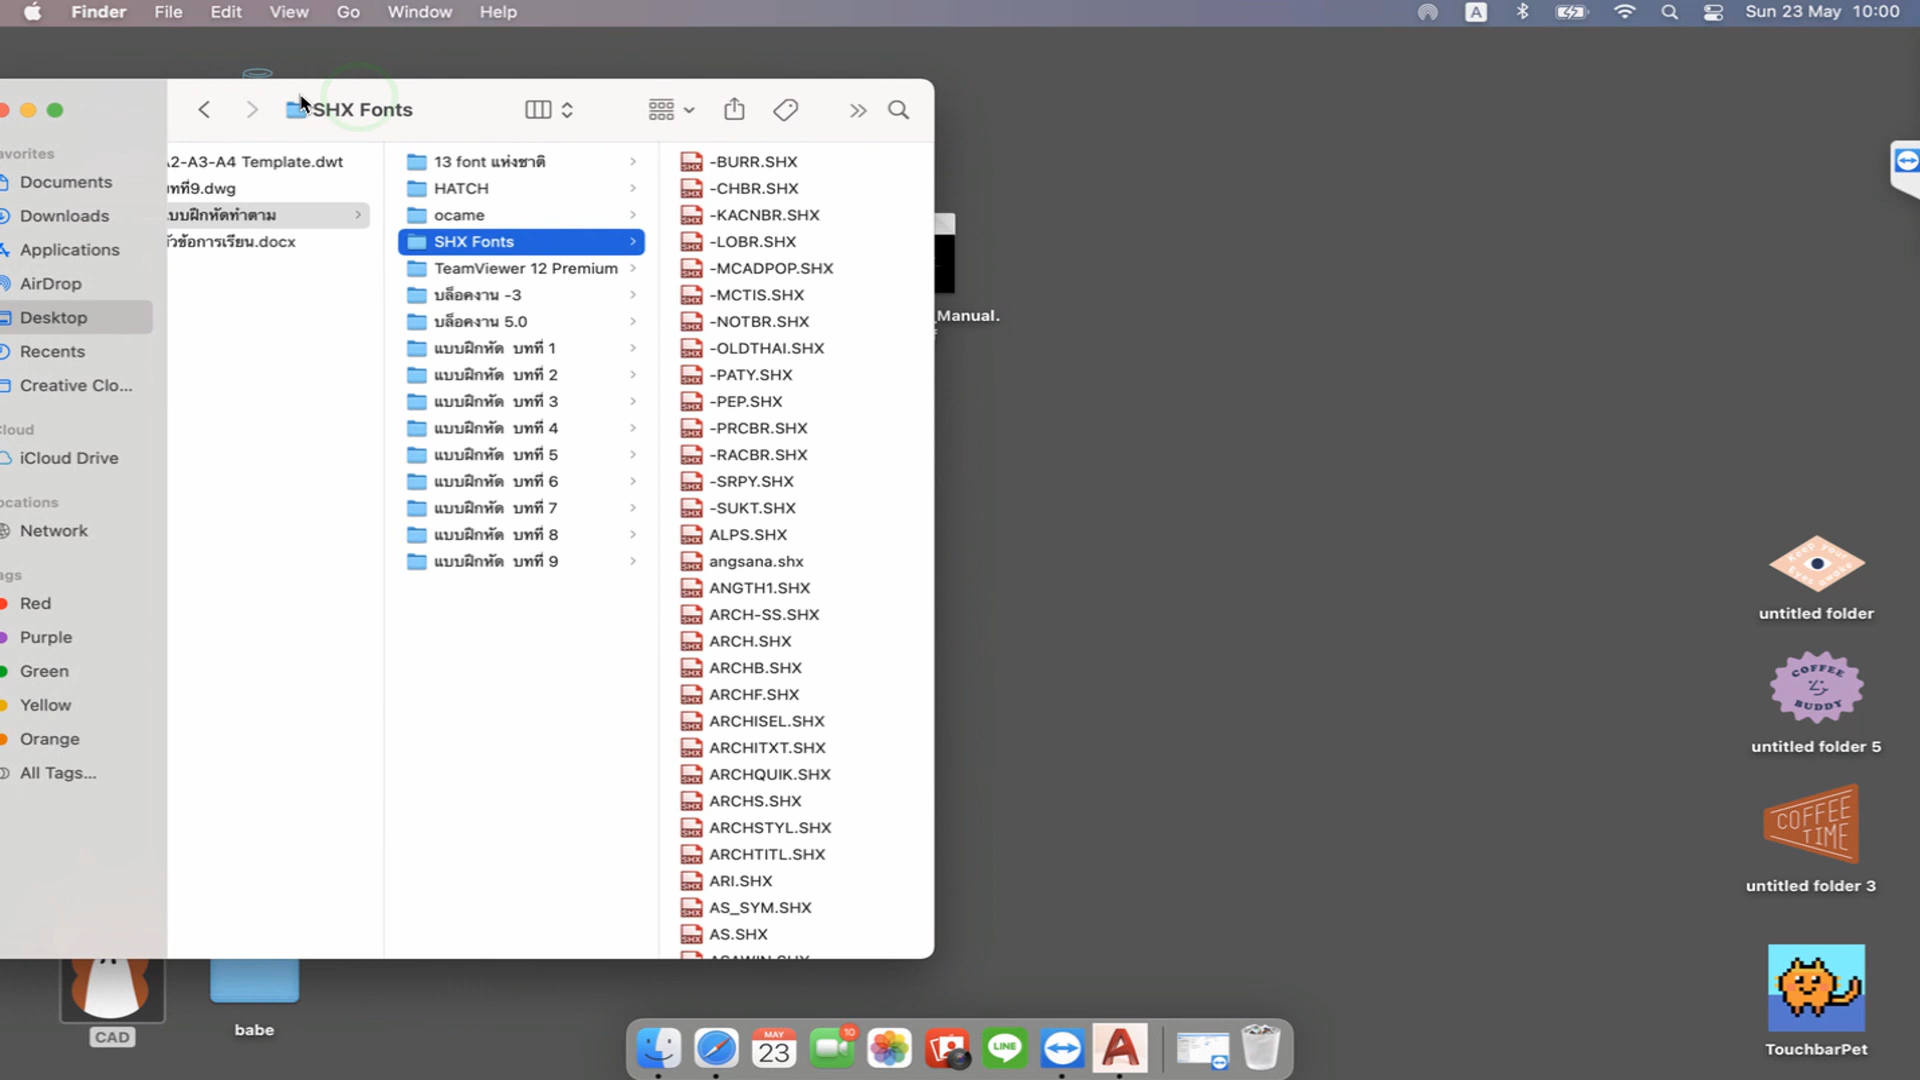 Finder File Edit View Go Window Help
A Sun 23 May 10:00
SHX Fonts
avorites
Documents
Downloads
Applications
AirDrop
Desktop
Recents
Creative Clo...
Cloud
iCloud Drive
ocations
Network
ags
Red
Purple
Green
Yellow
Orange
All Tags...
A2-A3-A4 Template.dwt
บทที่9.dwg
แบบฝึกหัดทำตาม
หัวข้อการเรียน.docx
13 font แห่งชาติ
HATCH
ocame
SHX Fonts
TeamViewer 12 Premium
บล็อคงาน -3
บล็อคงาน 5.0
แบบฝึกหัด บทที่ 1
แบบฝึกหัด บทที่ 2
แบบฝึกหัด บทที่ 3
แบบฝึกหัด บทที่ 4
แบบฝึกหัด บทที่ 5
แบบฝึกหัด บทที่ 6
แบบฝึกหัด บทที่ 7
แบบฝึกหัด บทที่ 8
แบบฝึกหัด บทที่ 9
-BURR.SHX
-CHBR.SHX
-KACNBR.SHX
-LOBR.SHX
-MCADPOP.SHX
-MCTIS.SHX
-NOTBR.SHX
-OLDTHAI.SHX
-PATY.SHX
-PEP.SHX
-PRCBR.SHX
-RACBR.SHX
-SRPY.SHX
-SUKT.SHX
ALPS.SHX
angsana.shx
ANGTH1.SHX
ARCH-SS.SHX
ARCH.SHX
ARCHB.SHX
ARCHF.SHX
ARCHISEL.SHX
ARCHITXT.SHX
ARCHQUIK.SHX
ARCHS.SHX
ARCHSTYL.SHX
ARCHTITL.SHX
ARI.SHX
AS_SYM.SHX
AS.SHX
_Manual.
Keep your
Eyes awake
untitled folder
COFFEE
BUDDY
untitled folder 5
COFFEE
TIME
untitled folder 3
TouchbarPet
CAD
babe
MAY
23
10
LINE